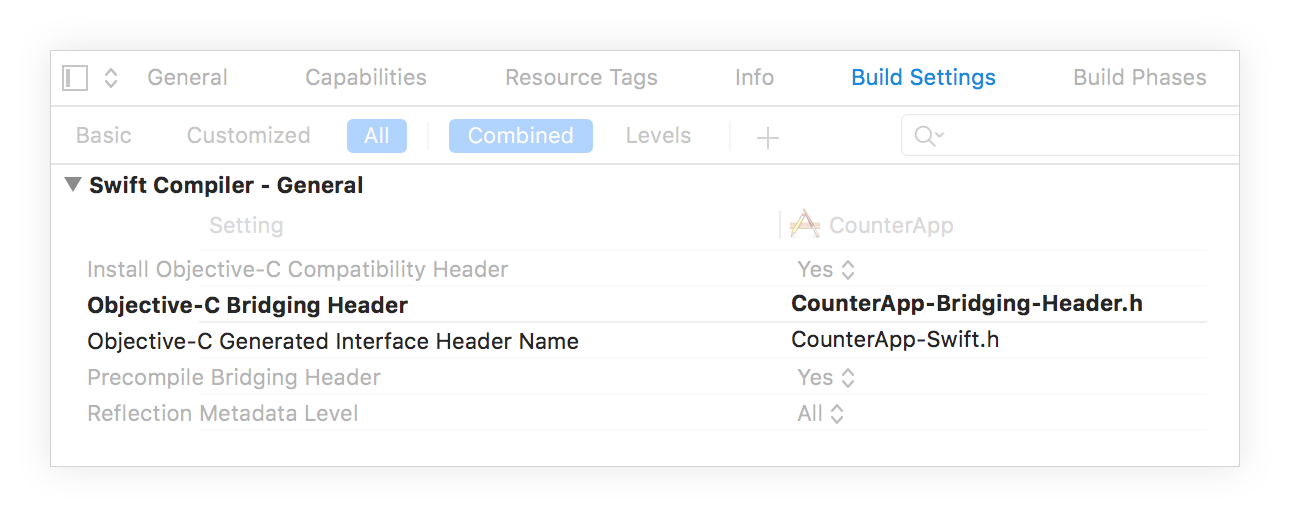 General Capabilities Resource Tags Info Build Settings Build Phases
Basic Customized All Combined Levels
Swift Compiler - General
Setting CounterApp
Install Objective-C Compatibility Header Yes
Objective-C Bridging Header CounterApp-Bridging-Header.h
Objective-C Generated Interface Header Name CounterApp-Swift.h
Precompile Bridging Header Yes
Reflection Metadata Level All